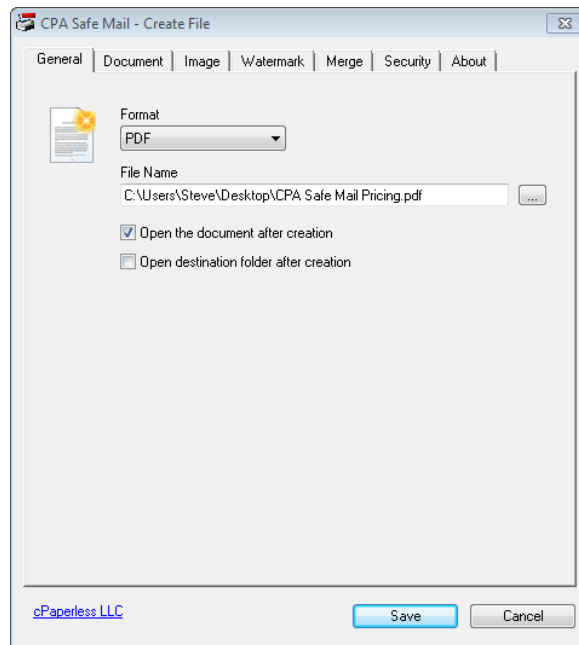 CPA Safe Mail - Create File
General Document Image Watermark Merge Security About
Format
PDF
File Name
C:\Users\Steve\Desktop\CPA Safe Mail Pricing.pdf ...
Open the document after creation
Open destination folder after creation
cPaperless LLC Save Cancel